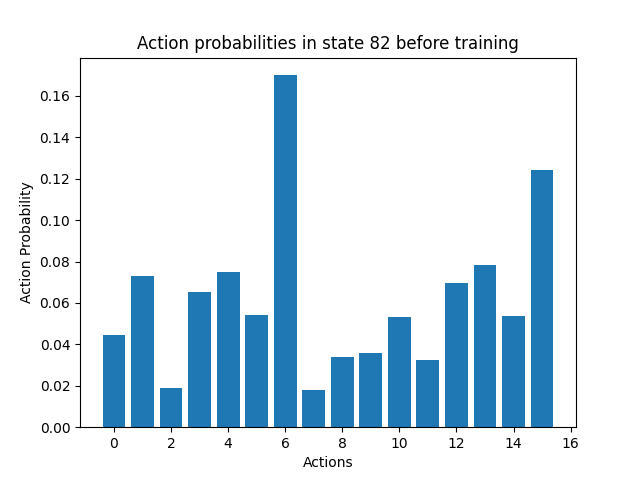 Action probabilities in state 82 before training
0.16
0.14
0.12
0.10
0.08
0.06
0.04
0.02
0.00
Action Probability
0 2 4 6 8 10 12 14 16
Actions